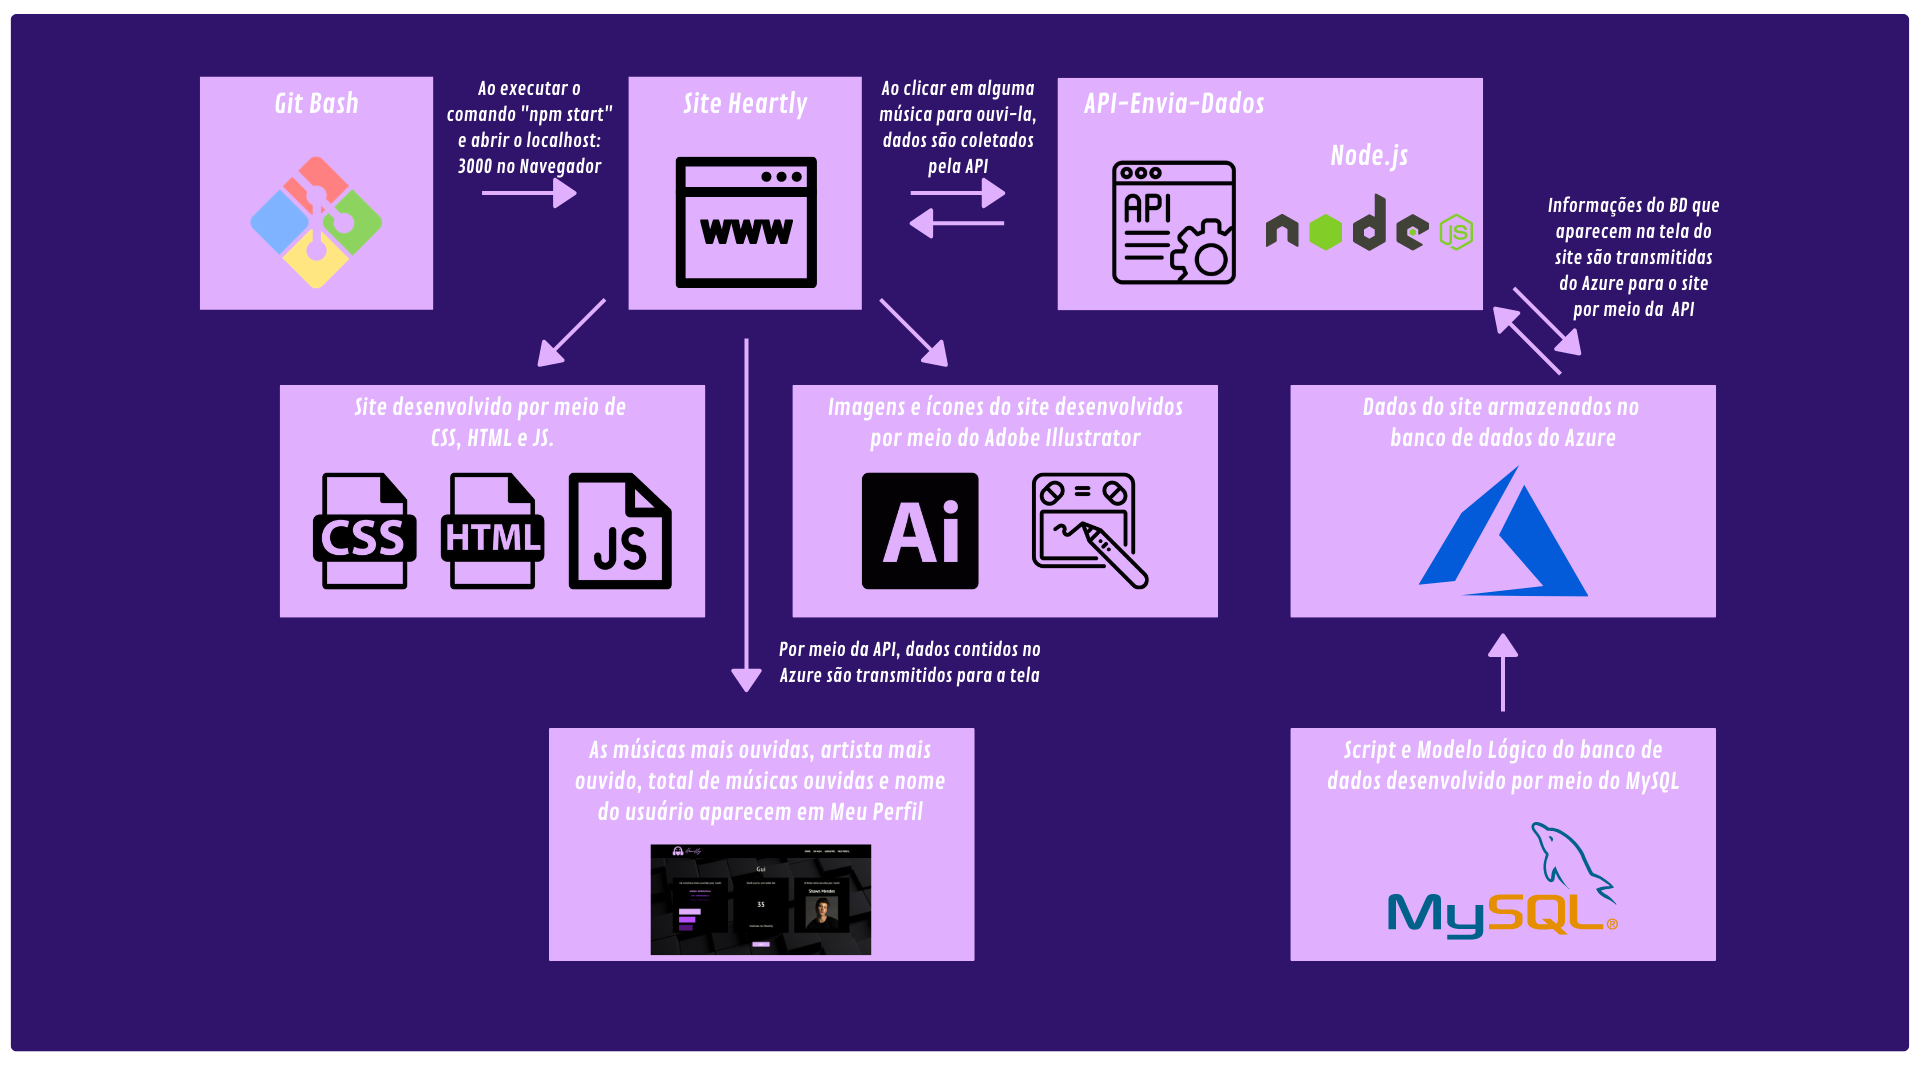 Git Bash
Ao executar o
comando "npm start"
e abrir o localhost:
3000 no Navegador
Site Heartly
WWW
Ao clicar em alguma
música para ouvi-la,
dados são coletados
pela API
API-Envia-Dados
API
Node.js
node
JS
Informações do BD que
aparecem na tela do
site são transmitidas
do Azure para o site
por meio da API
Site desenvolvido por meio de
CSS, HTML e JS.
CSS
HTML
JS
Imagens e ícones do site desenvolvidos
por meio do Adobe Illustrator
Ai
Dados do site armazenados no
banco de dados do Azure
Por meio da API, dados contidos no
Azure são transmitidos para a tela
As músicas mais ouvidas, artista mais
ouvido, total de músicas ouvidas e nome
do usuário aparecem em Meu Perfil
Gui
35
Shawn Mendes
Script e Modelo Lógico do banco de
dados desenvolvido por meio do MySQL
MySQL®